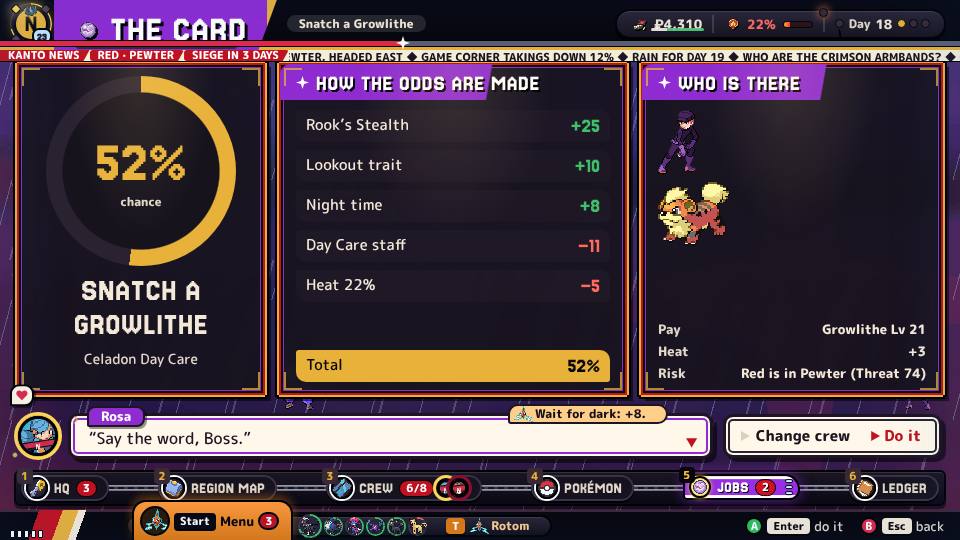 N
23
THE CARD
Snatch a Growlithe
₽4,310
22%
Day 18
KANTO NEWS
RED · PEWTER
SIEGE IN 3 DAYS
WTER, HEADED EAST ◆ GAME CORNER TAKINGS DOWN 12% ◆ RAIN FOR DAY 19 ◆ WHO ARE THE CRIMSON ARMBANDS? ◆
52%
chance
SNATCH A
GROWLITHE
Celadon Day Care
HOW THE ODDS ARE MADE
Rook's Stealth +25
Lookout trait +10
Night time +8
Day Care staff −11
Heat 22% −5
Total 52%
WHO IS THERE
Pay Growlithe Lv 21
Heat +3
Risk Red is in Pewter (Threat 74)
Rosa
Wait for dark: +8.
“Say the word, Boss.”
Change crew
Do it
1 HQ 3
2 REGION MAP
3 CREW 6/8
4 POKÉMON
5 JOBS 2
6 LEDGER
Start Menu 3
T Rotom
A Enter do it
B Esc back